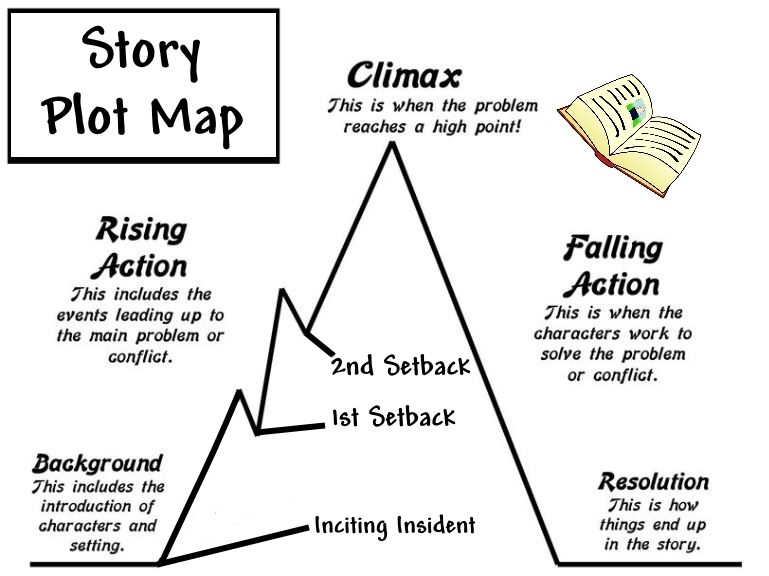 Story
Plot Map
Climax
This is when the problem
reaches a high point!
Rising
Action
This includes the
events leading up to
the main problem or
conflict.
Falling
Action
This is when the
characters work to
solve the problem
or conflict.
2nd Setback
1st Setback
Background
This includes the
introduction of
characters and
setting.
Inciting Insident
Resolution
This is how
things end up
in the story.